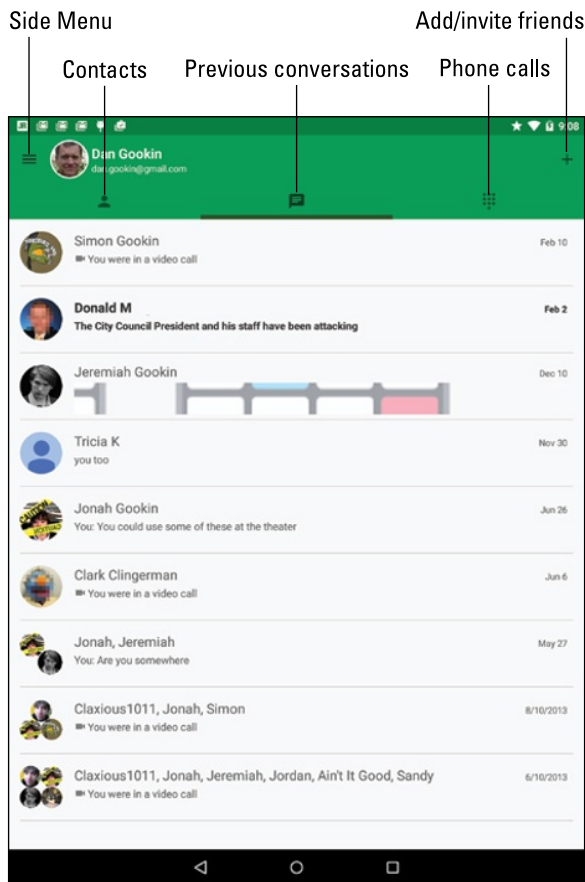 Side Menu
Add/invite friends
Contacts
Previous conversations
Phone calls
9:08
Dan Gookin
dan.gookin@gmail.com
Simon Gookin
Feb 10
You were in a video call
Donald M
Feb 2
The City Council President and his staff have been attacking
Jeremiah Gookin
Dec 10
Tricia K
Nov 30
you too
Jonah Gookin
Jun 26
You: You could use some of these at the theater
Clark Clingerman
Jun 6
You were in a video call
Jonah, Jeremiah
May 27
You: Are you somewhere
Claxious1011, Jonah, Simon
8/10/2013
You were in a video call
Claxious1011, Jonah, Jeremiah, Jordan, Ain't It Good, Sandy
6/10/2013
You were in a video call